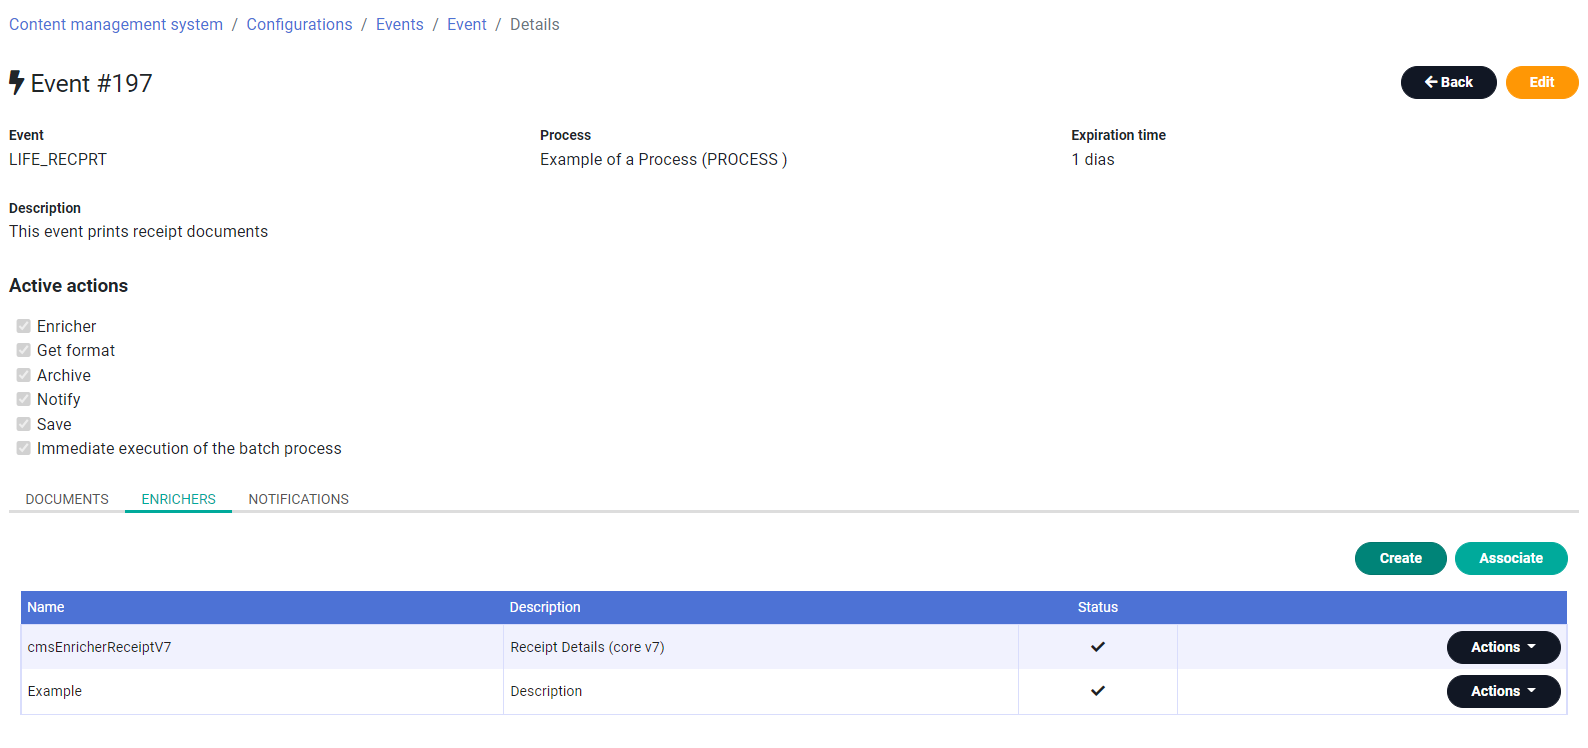 Content management system / Configurations / Events / Event / Details
Event #197
Back
Edit
Event
Process
Expiration time
LIFE_RECPRT
Example of a Process (PROCESS )
1 dias
Description
This event prints receipt documents
Active actions
Enricher
Get format
Archive
Notify
Save
Immediate execution of the batch process
DOCUMENTS ENRICHERS NOTIFICATIONS
Create
Associate
Name Description Status
cmsEnricherReceiptV7 Receipt Details (core v7) Actions
Example Description Actions